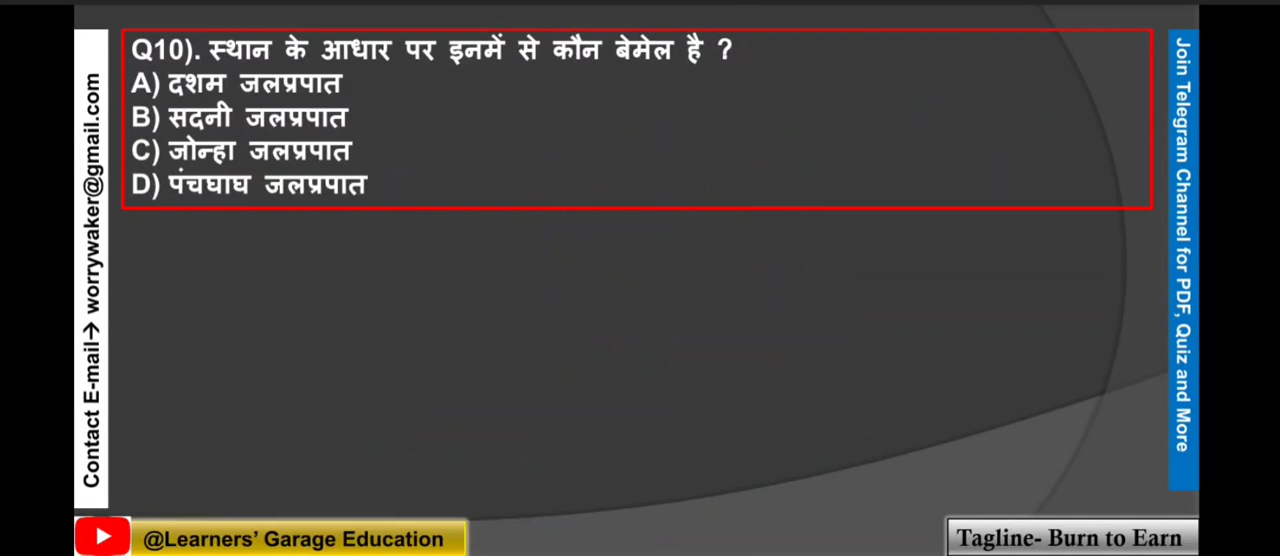 Q10). स्थान के आधार पर इनमें से कौन बेमेल है ?
A) दशम जलप्रपात
B) सदनी जलप्रपात
C) जोन्हा जलप्रपात
D) पंचघाघ जलप्रपात
Contact E-mail→ worrywaker@gmail.com
Join Telegram Channel for PDF, Quiz and More
@Learners’ Garage Education
Tagline- Burn to Earn